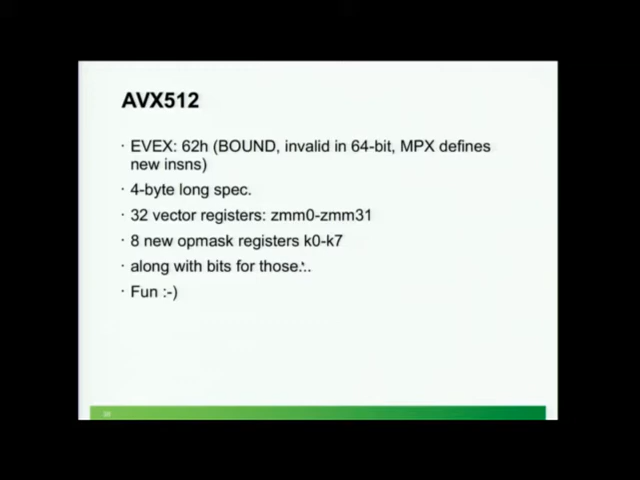 AVX512
· EVEX: 62h (BOUND, invalid in 64-bit, MPX defines
new insns)
· 4-byte long spec.
· 32 vector registers: zmm0-zmm31
· 8 new opmask registers k0-k7
· along with bits for those...
· Fun :-)